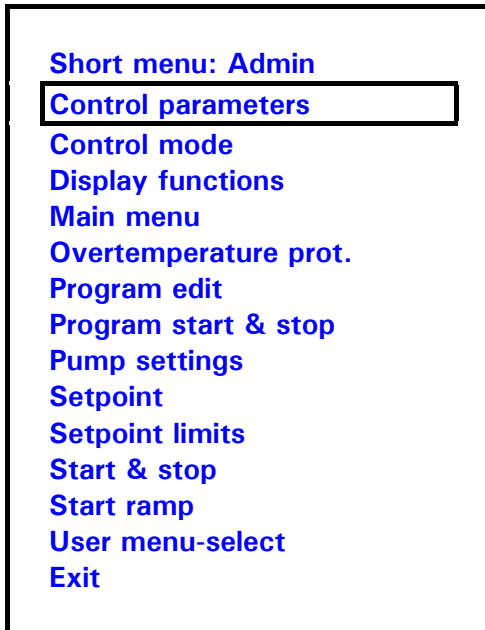 Short menu: Admin
Control parameters
Control mode
Display functions
Main menu
Overtemperature prot.
Program edit
Program start & stop
Pump settings
Setpoint
Setpoint limits
Start & stop
Start ramp
User menu-select
Exit